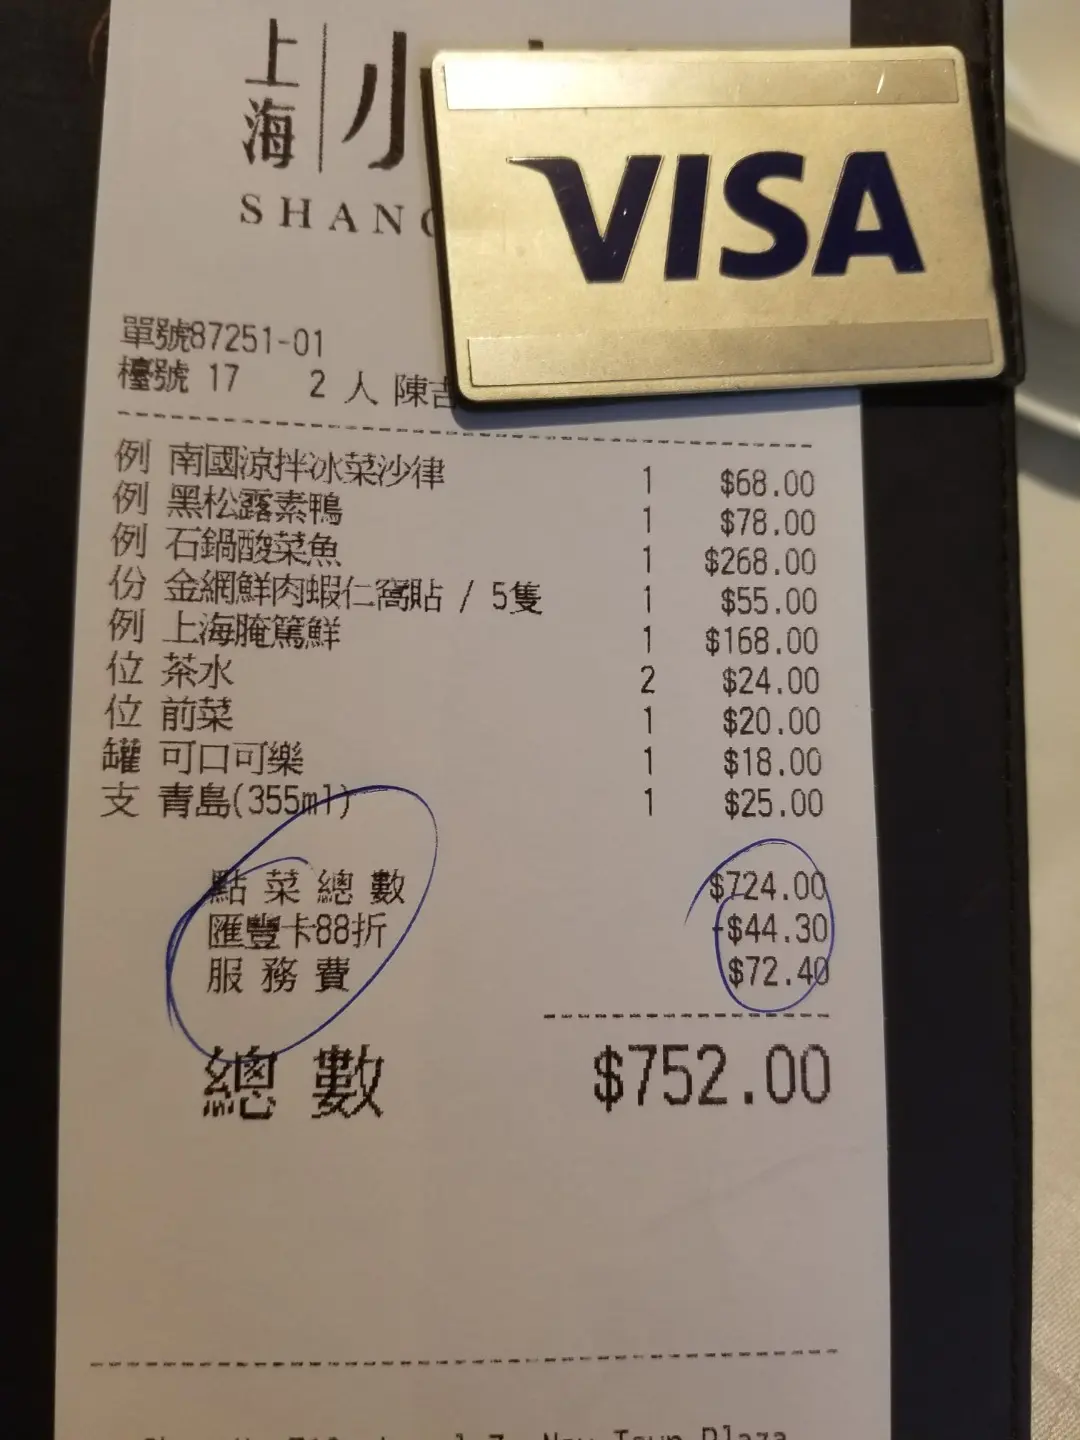 上海 小
SHANG
VISA
單號87251-01
檯號 17 2 人 陳吉
例 南國涼拌冰菜沙律 1 $68.00
例 黑松露素鴨 1 $78.00
例 石鍋酸菜魚 1 $268.00
份 金網鮮肉蝦仁窩貼 / 5隻 1 $55.00
例 上海腌篤鮮 1 $168.00
位 茶水 2 $24.00
位 前菜 1 $20.00
罐 可口可樂 1 $18.00
支 青島(355ml) 1 $25.00
點菜總數 $724.00
匯豐卡88折 -$44.30
服務費 $72.40
總數 $752.00
New Town Plaza